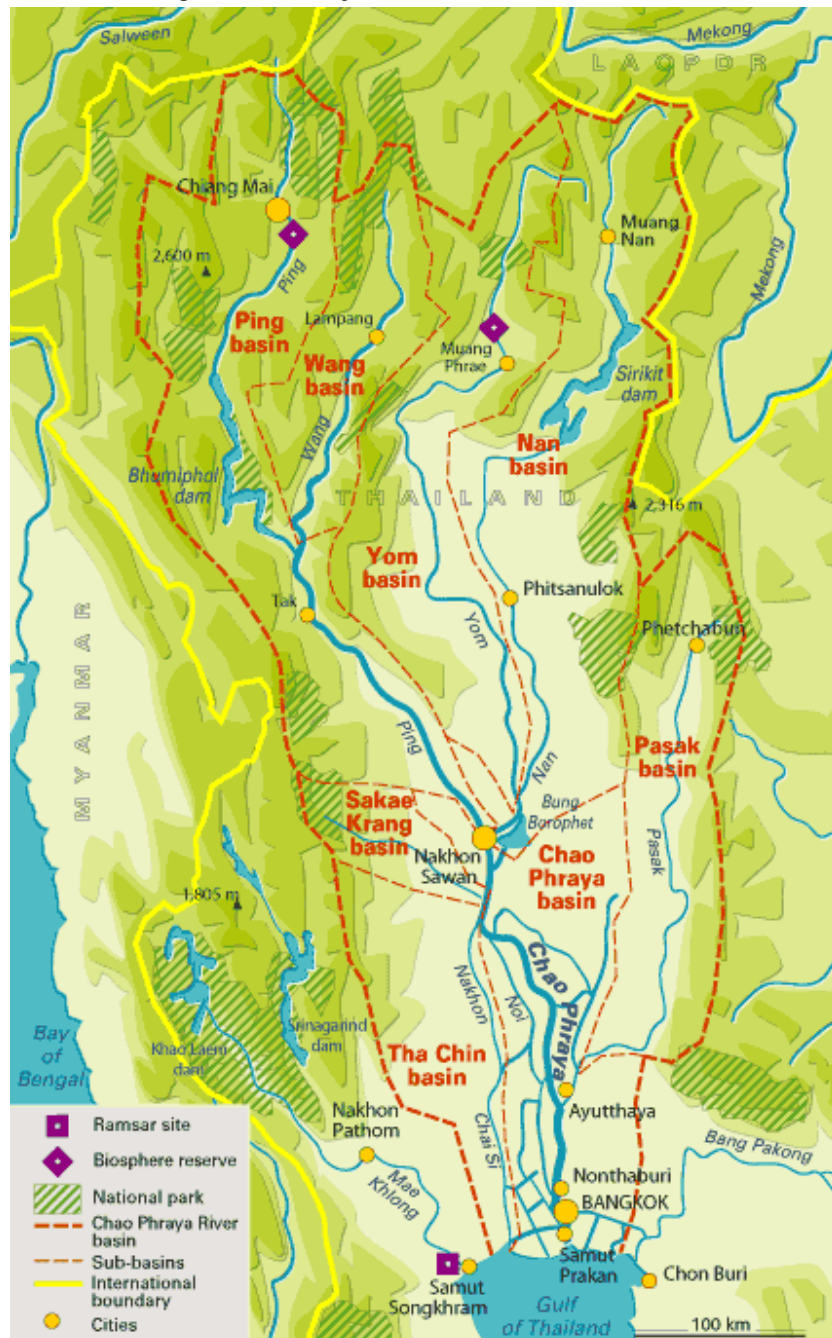 Salween
Mekong
LAO PDR
Chiang Mai
Muang
Nan
2,600 m
Ping
Mekong
Ping
basin
Lampang
Wang
basin
Muang
Phrae
Sirikit
dam
Wang
Nan
basin
Bhumiphol
dam
THAILAND
2,316 m
Yom
basin
Phitsanulok
Tak
Yom
Phetchabun
MYANMAR
Ping
Nan
Pasak
basin
Sakae
Krang
basin
Bung
Borophet
Nakhon
Sawan
Chao
Phraya
basin
Pasak
1,805 m
Nakhon
Noi
Chao Phraya
Bay
of
Bengal
Khao Laem
dam
Srinagarind
dam
Tha Chin
basin
Ayutthaya
Nakhon
Pathom
Chai Si
Bang Pakong
Mae
Khlong
Nonthaburi
BANGKOK
Samut
Prakan
Samut
Songkhram
Chon Buri
Gulf
of Thailand
100 km
Ramsar site
Biosphere reserve
National park
Chao Phraya River
basin
Sub-basins
International
boundary
Cities